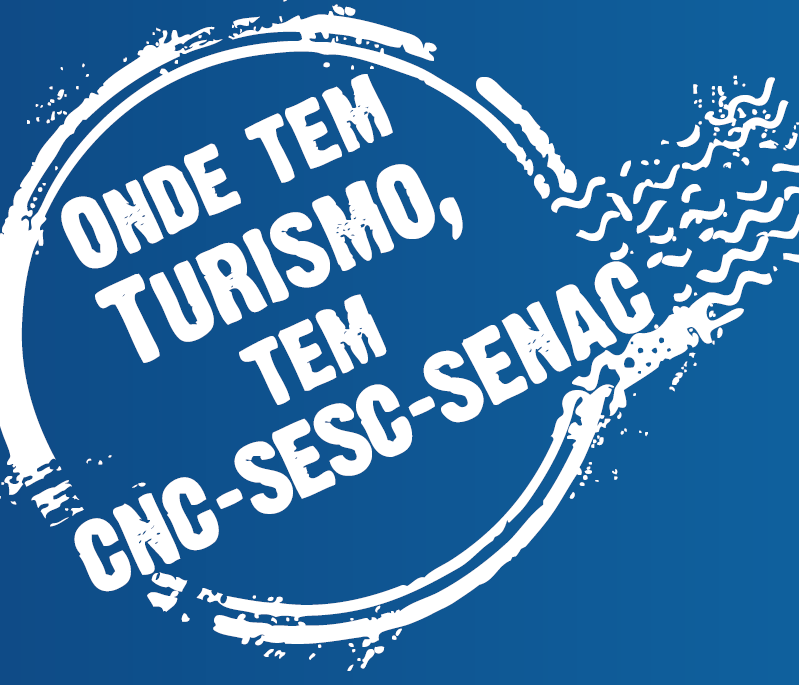 ONDE TEM
TURISMO,
TEM
CNC-SESC-SENAC